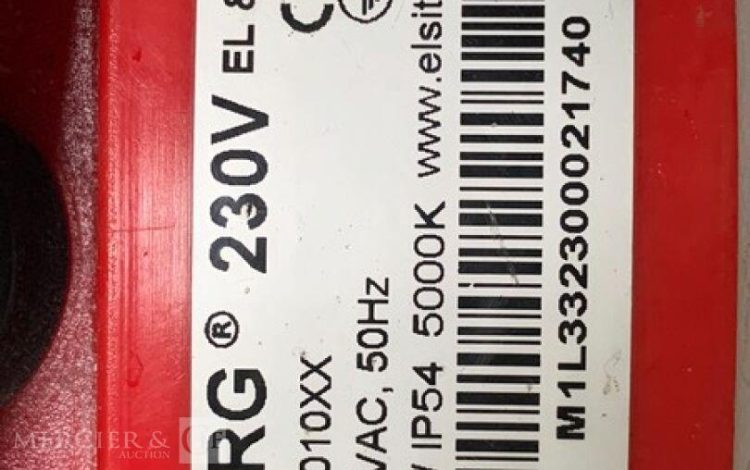 RG® 230V EL &
010XX C
VAC, 50Hz
IP54 5000K www.elsit
M1L3323000021740
MERCIER & C
AUCTION